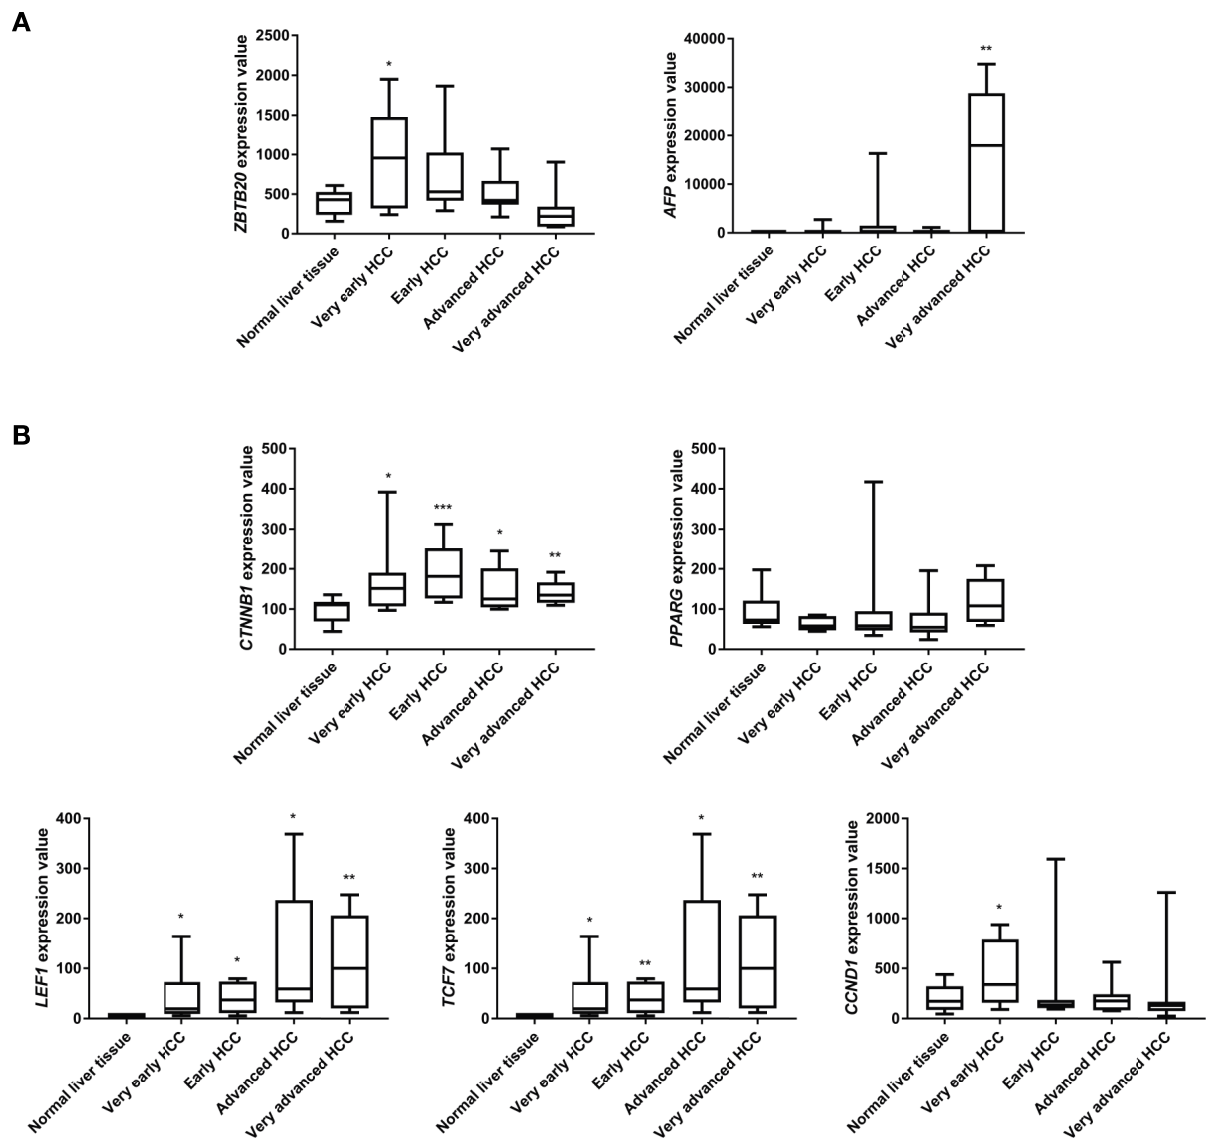 A
ZBTB20 expression value
2500
2000
1500
1000
500
0
*
Normal liver tissue
Very early HCC
Early HCC
Advanced HCC
Very advanced HCC
AFP expression value
40000
30000
20000
10000
0
**
Normal liver tissue
Very early HCC
Early HCC
Advanced HCC
Very advanced HCC
B
CTNNB1 expression value
500
400
300
200
100
0
*
***
*
**
Normal liver tissue
Very early HCC
Early HCC
Advanced HCC
Very advanced HCC
PPARG expression value
500
400
300
200
100
0
Normal liver tissue
Very early HCC
Early HCC
Advanced HCC
Very advanced HCC
LEF1 expression value
400
300
200
100
0
*
*
*
**
Normal liver tissue
Very early HCC
Early HCC
Advanced HCC
Very advanced HCC
TCF7 expression value
400
300
200
100
0
*
**
*
**
Normal liver tissue
Very early HCC
Early HCC
Advanced HCC
Very advanced HCC
CCND1 expression value
2000
1500
1000
500
0
*
Normal liver tissue
Very early HCC
Early HCC
Advanced HCC
Very advanced HCC